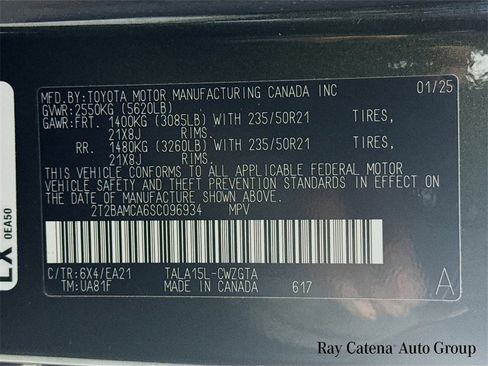 MFD.BY:TOYOTA MOTOR MANUFACTURING CANADA INC 01/25
GVWR:2550KG (5620LB)
GAWR:FRT. 1400KG (3085LB) WITH 235/50R21 TIRES,
21X8J RIMS.
RR. 1480KG (3260LB) WITH 235/50R21 TIRES,
21X8J RIMS.
THIS VEHICLE CONFORMS TO ALL APPLICABLE FEDERAL MOTOR
VEHICLE SAFETY AND THEFT PREVENTION STANDARDS IN EFFECT ON
THE DATE OF MANUFACTURE SHOWN ABOVE.
2T2BAMCA6SC096934 MPV
C/TR:6X4/EA21 TALA15L-CWZGTA
TM:UA81F MADE IN CANADA 617 A
0EA50
Ray Catena Auto Group